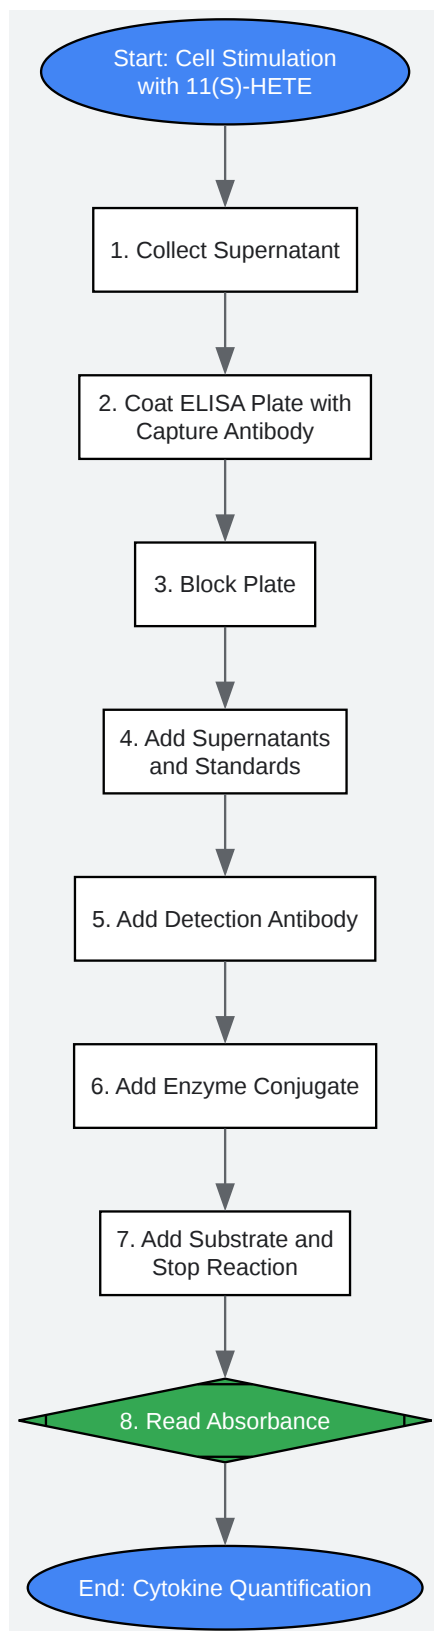 Start: Cell Stimulation
with 11(S)-HETE
1. Collect Supernatant
2. Coat ELISA Plate with
Capture Antibody
3. Block Plate
4. Add Supernatants
and Standards
5. Add Detection Antibody
6. Add Enzyme Conjugate
7. Add Substrate and
Stop Reaction
8. Read Absorbance
End: Cytokine Quantification